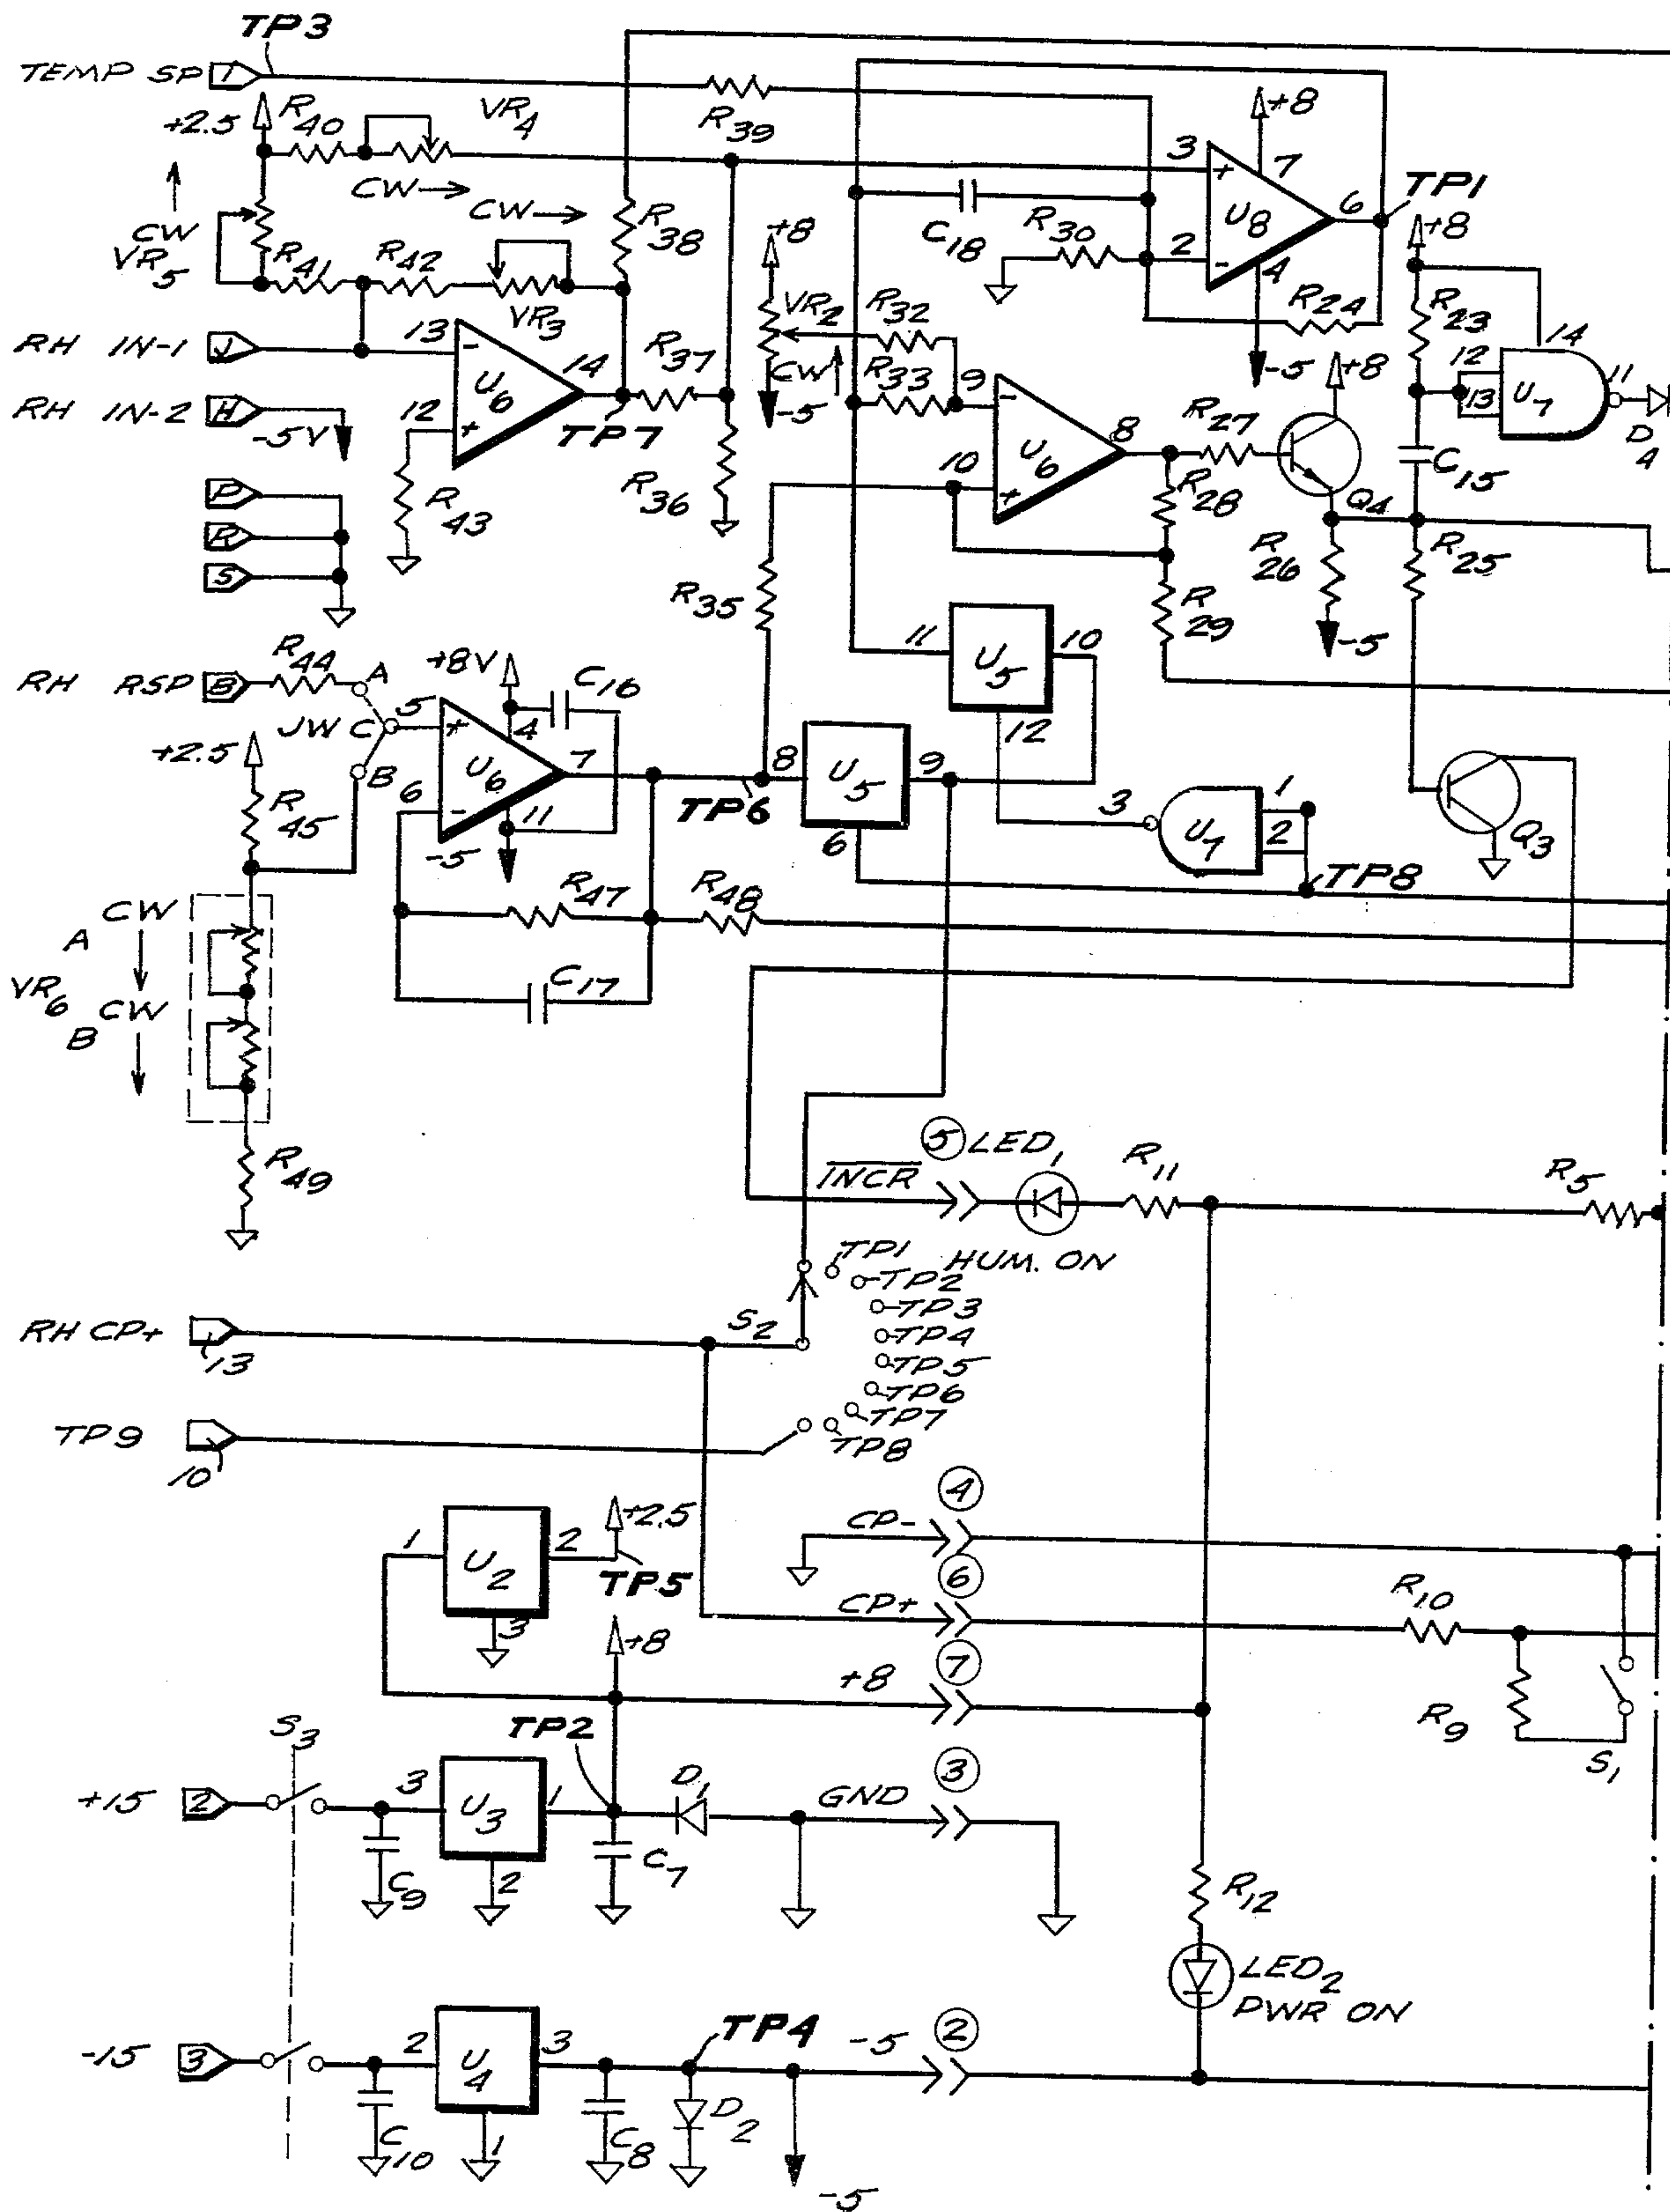 TP3
TEMP SP 1
+2.5 R40 VR4 R39 +8
CW→ 3 7 TP1
CW CW→ + U8 6
VR5 R41 R42 R38 +8 C18 R30 2 - 4 +8
VR3 VR2 R32 R24 R23
RH IN-1 J 13 - 14 R37 CW R33 9 -5 +8 14
U6 12 13 U7 11
RH IN-2 H 12 + TP7 -5 - U6 8 R27 D4
-5V R36 10 + R28 Q4 C15
P R43
R R26 R25
S R35 R29
11 U5 10 -5
R44 A +8V C16
RH RSP B 12
JW C 5 + 4
+2.5 B U6 7 8 U5 9
6 - 11 TP6 3 U7 1 Q3
R45 6 2
-5 TP8
R47 R48
CW
A
VR6 C17
CW
B
5 LED1 R11 R5
R49 INCR
HUM. ON
TP1
TP2
TP3
RH CP+ S2 TP4
13 TP5
TP6
TP9 TP7
10 TP8
4
+2.5 CP-
1 U2 2
TP5 6
3 CP+ R10
+8
7
+8 R9
S3 TP2 S1
3
+15 2 3 U3 1 D1 GND
C9 2 C7
R12
LED2
PWR ON
TP4 2
-15 3 2 U4 3 -5
C10 1 C8 D2
-5